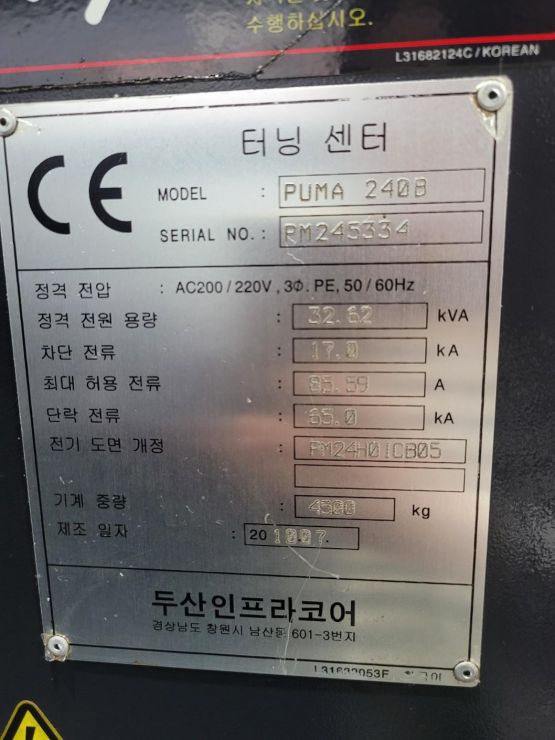 수행하십시오.
L31682124C / KOREAN
CE
터닝 센터
MODEL : PUMA 240B
SERIAL NO. : PM245334
정격 전압 : AC200 / 220V , 3Φ. PE, 50 / 60Hz
정격 전원 용량 : 32.62 kVA
차단 전류 : 17.0 kA
최대 허용 전류 : 85.59 A
단락 전류 : 65.0 kA
전기 도면 개정 : PM24H01CB05
기계 중량 : 4500 kg
제조 일자 : 20 1007.
두산인프라코어
경상남도 창원시 남산동 601-3번지